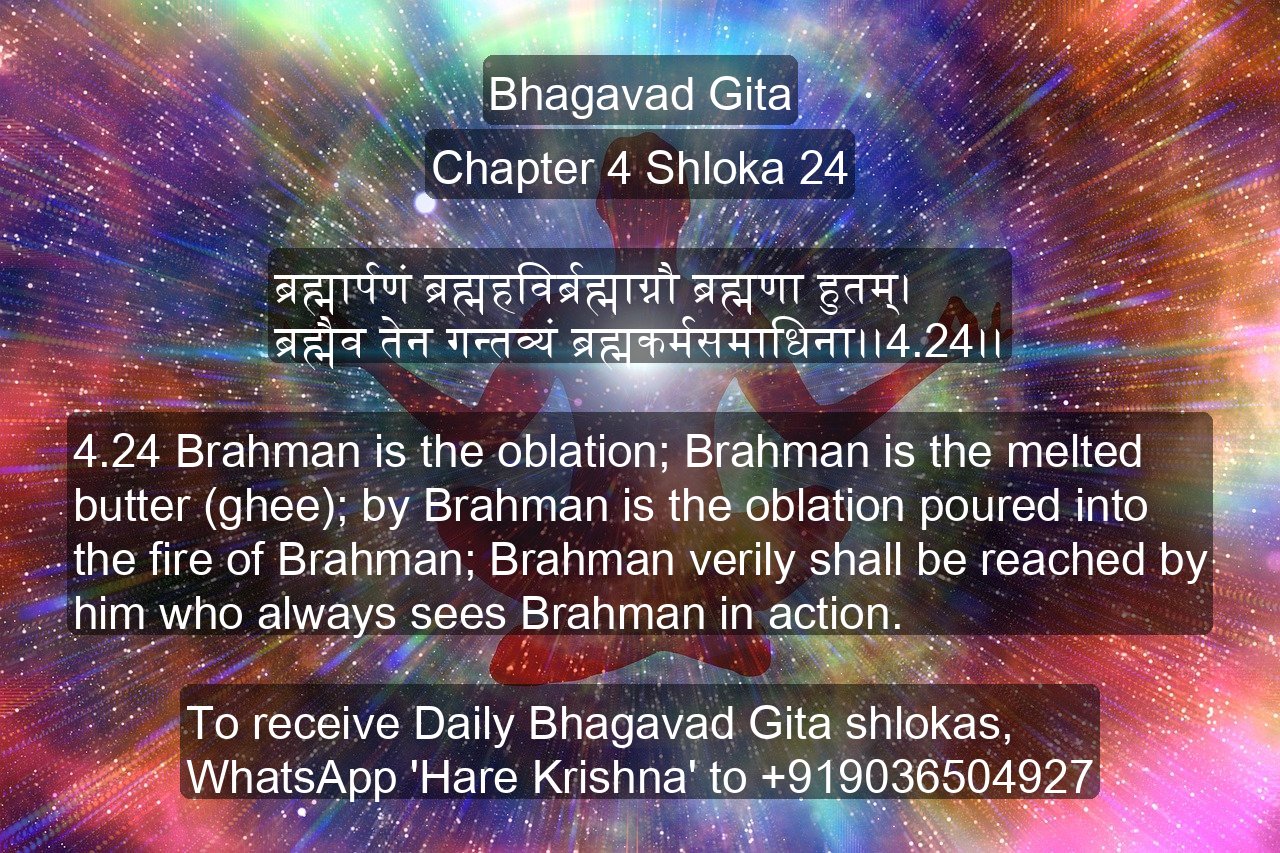 Bhagavad Gita
Chapter 4 Shloka 24
ब्रह्मार्पणं ब्रह्महविर्ब्रह्माग्नौ ब्रह्मणा हुतम्।
ब्रह्मैव तेन गन्तव्यं ब्रह्मकर्मसमाधिना।।4.24।।
4.24 Brahman is the oblation; Brahman is the melted
butter (ghee); by Brahman is the oblation poured into
the fire of Brahman; Brahman verily shall be reached by
him who always sees Brahman in action.
To receive Daily Bhagavad Gita shlokas,
WhatsApp 'Hare Krishna' to +919036504927